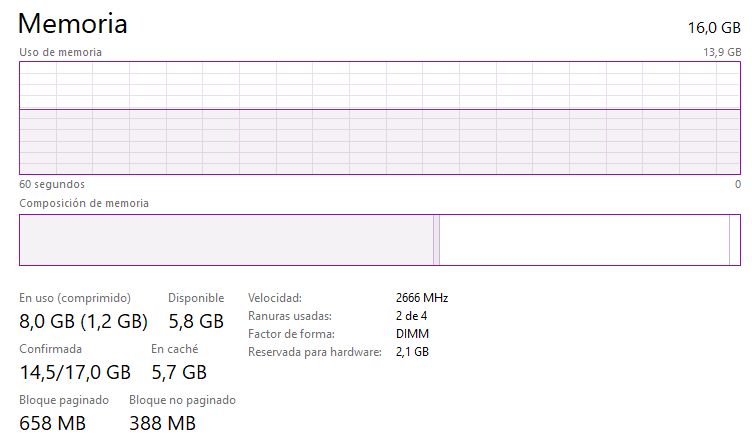 Memoria 16,0 GB
Uso de memoria 13,9 GB
60 segundos 0
Composición de memoria
En uso (comprimido) Disponible
8,0 GB (1,2 GB) 5,8 GB
Confirmada En caché
14,5/17,0 GB 5,7 GB
Bloque paginado Bloque no paginado
658 MB 388 MB
Velocidad: 2666 MHz
Ranuras usadas: 2 de 4
Factor de forma: DIMM
Reservada para hardware: 2,1 GB